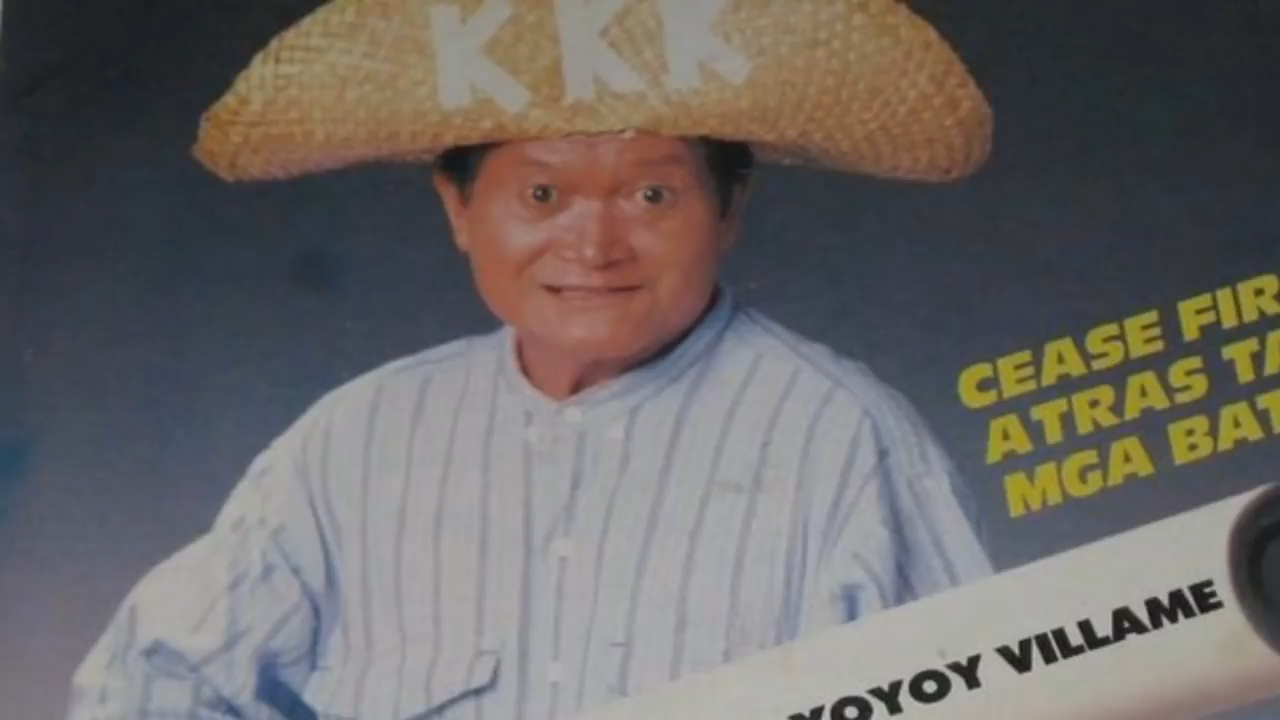 KKK
CEASE FIR
ATRAS TA
MGA BAT
YOYOY VILLAME